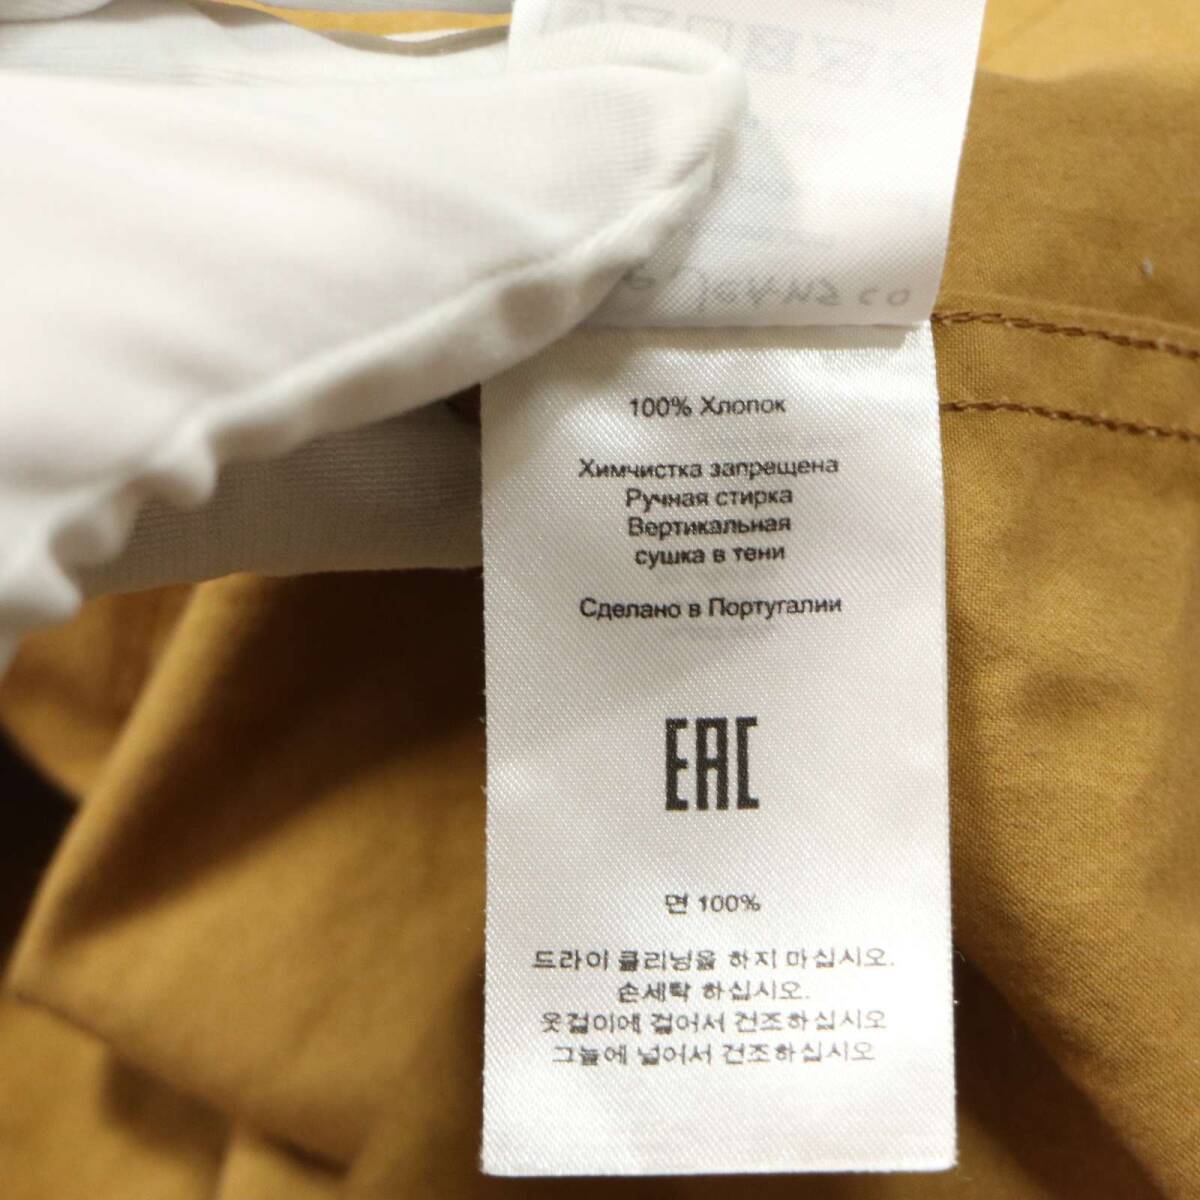 100% Хлопок
Химчистка запрещена
Ручная стирка
Вертикальная
сушка в тени
Сделано в Португалии
EAC
면 100%
드라이 클리닝을 하지 마십시오.
손세탁 하십시오.
옷걸이에 걸어서 건조하십시오
그늘에 널어서 건조하십시오